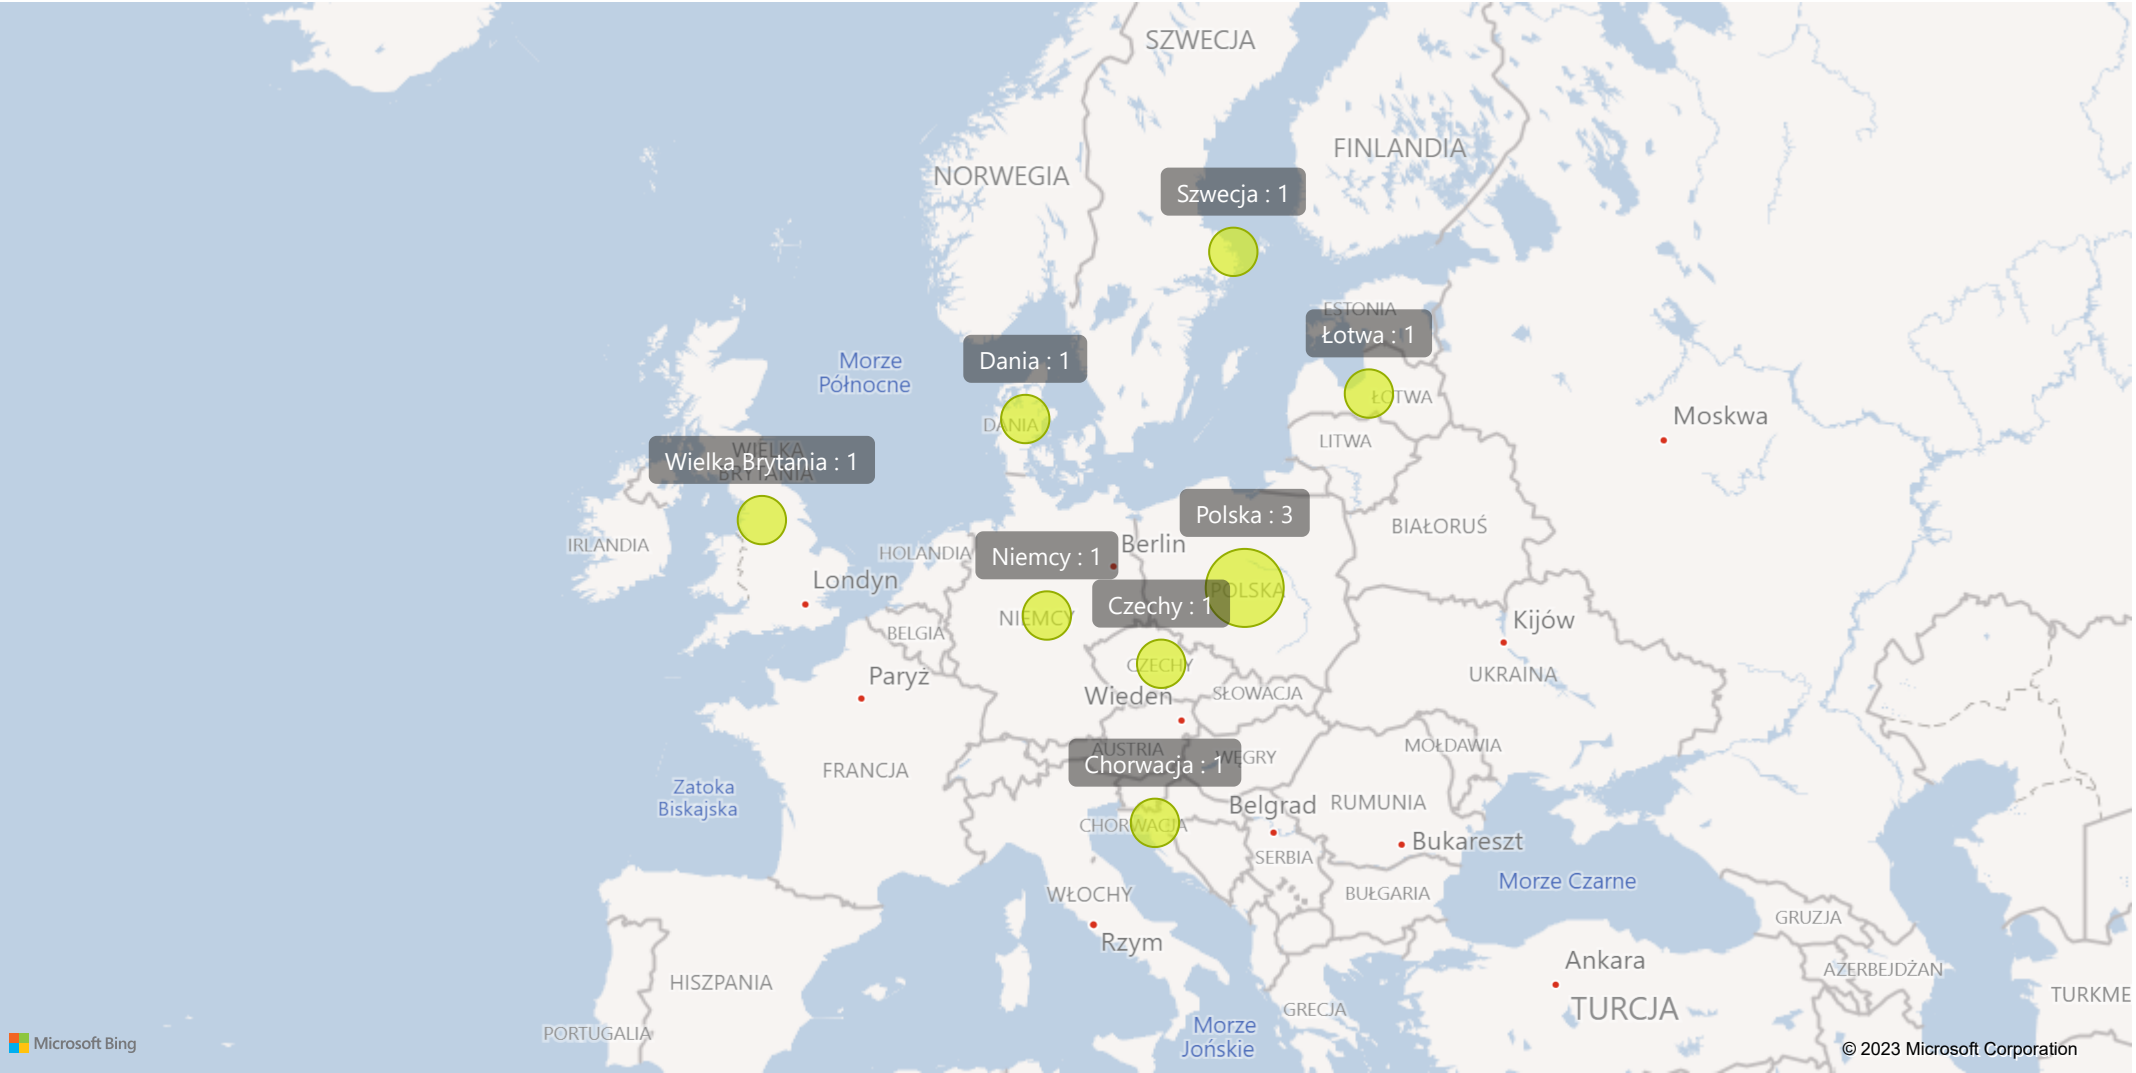 SZWECJA
FINLANDIA
NORWEGIA
Szwecja : 1
ESTONIA
Łotwa : 1
Dania : 1
Morze
Północne
ŁOTWA
Moskwa
DANIA
LITWA
WIELKA
BRYTANIA
Wielka Brytania : 1
Polska : 3
BIAŁORUŚ
IRLANDIA
HOLANDIA
Niemcy : 1
Berlin
Londyn
POLSKA
Czechy : 1
NIEMCY
Kijów
BELGIA
CZECHY
UKRAINA
Paryż
Wiedeń
SŁOWACJA
AUSTRIA
WĘGRY
MOŁDAWIA
Chorwacja : 1
FRANCJA
Zatoka
Biskajska
Belgrad
RUMUNIA
CHORWACJA
Bukareszt
SERBIA
Morze Czarne
WŁOCHY
BUŁGARIA
GRUZJA
Rzym
Ankara
AZERBEJDŻAN
HISZPANIA
TURKME
TURCJA
GRECJA
PORTUGALIA
Morze
Jońskie
Microsoft Bing
© 2023 Microsoft Corporation